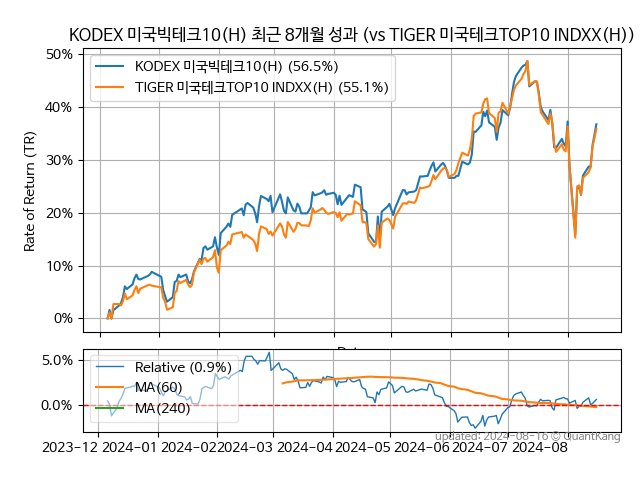 KODEX 미국빅테크10(H) 최근 8개월 성과 (vs TIGER 미국테크TOP10 INDXX(H))
50%
40%
30%
20%
10%
0%
Rate of Return (TR)
KODEX 미국빅테크10(H) (56.5%)
TIGER 미국테크TOP10 INDXX(H) (55.1%)
5.0%
0.0%
Relative (0.9%)
MA(60)
MA(240)
updated: 2024-08-16 © QuantKang
2023-12 2024-01 2024-02 2024-03 2024-04 2024-05 2024-06 2024-07 2024-08